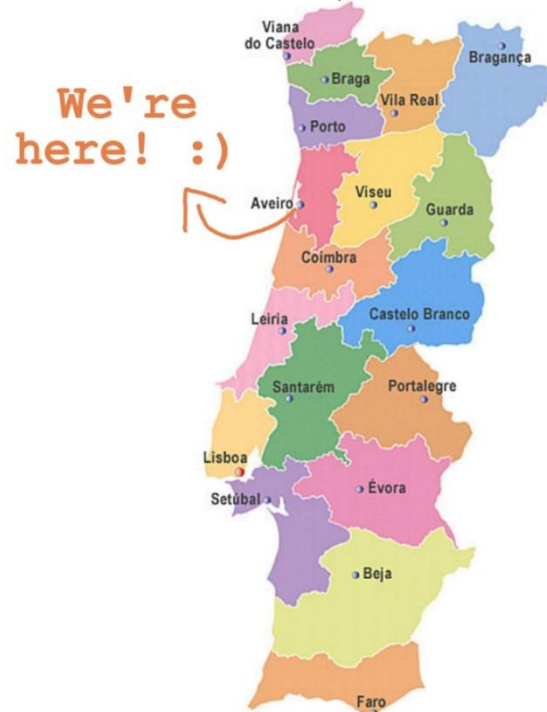 Viana
do Castelo
Bragança
Braga
Vila Real
We're
here! :)
Porto
Aveiro
Viseu
Guarda
Coímbra
Leiria
Castelo Branco
Santarém
Portalegre
Lisboa
Setúbal
Évora
Beja
Faro